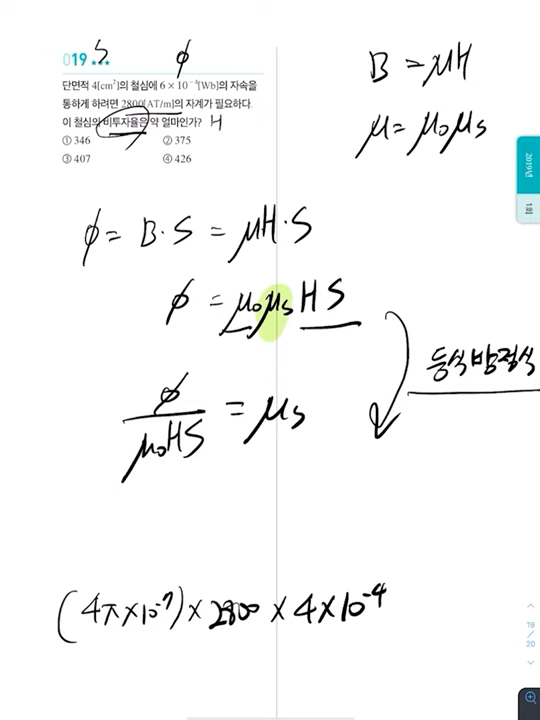 019 ★★★ S ϕ
단면적 4[cm²]의 철심에 6×10⁻⁴[Wb]의 자속을
통하게 하려면 2800[AT/m]의 자계가 필요하다.
이 철심의 비투자율은 약 얼마인가? H
① 346 ② 375
③ 407 ④ 426
B = μH
μ = μ₀μs
2019년
1회
ϕ = B·S = μH·S
ϕ = μ₀μs H S
등식방정식
ϕ/μ₀HS = μs
(4π×10⁻⁷)×2800×4×10⁻⁴
19
20